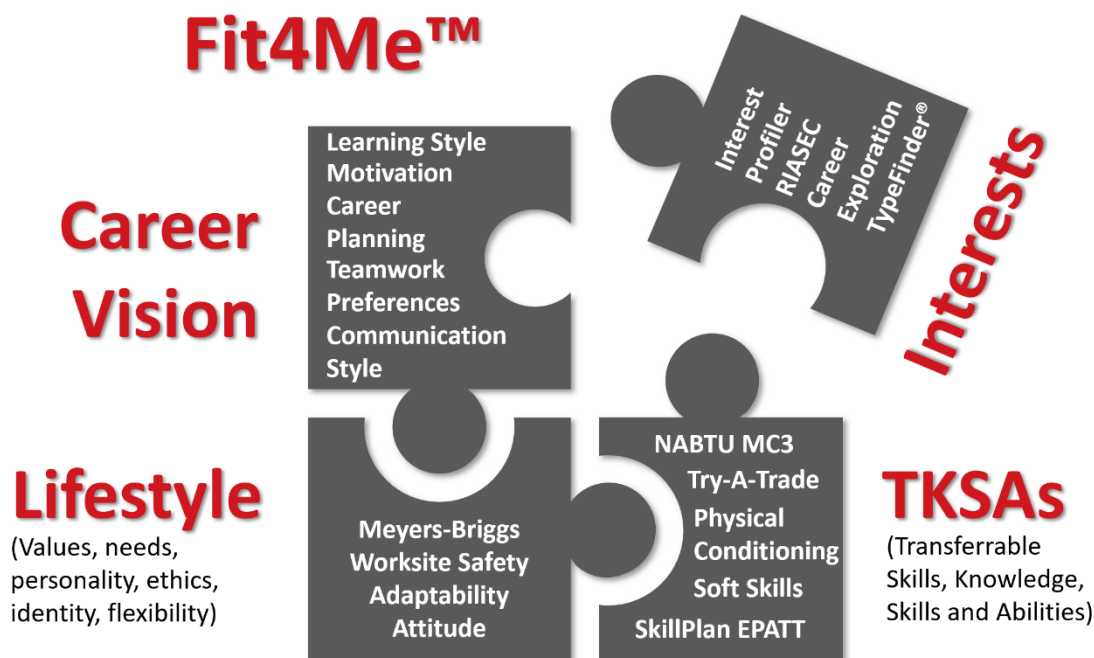 Fit4Me™
Career
Vision
Learning Style
Motivation
Career
Planning
Teamwork
Preferences
Communication
Style
Interest
Profiler
RIASEC
Career
Exploration
TypeFinder®
Interests
Lifestyle
(Values, needs,
personality, ethics,
identity, flexibility)
Meyers-Briggs
Worksite Safety
Adaptability
Attitude
NABTU MC3
Try-A-Trade
Physical
Conditioning
Soft Skills
SkillPlan EPATT
TKSAs
(Transferrable
Skills, Knowledge,
Skills and Abilities)